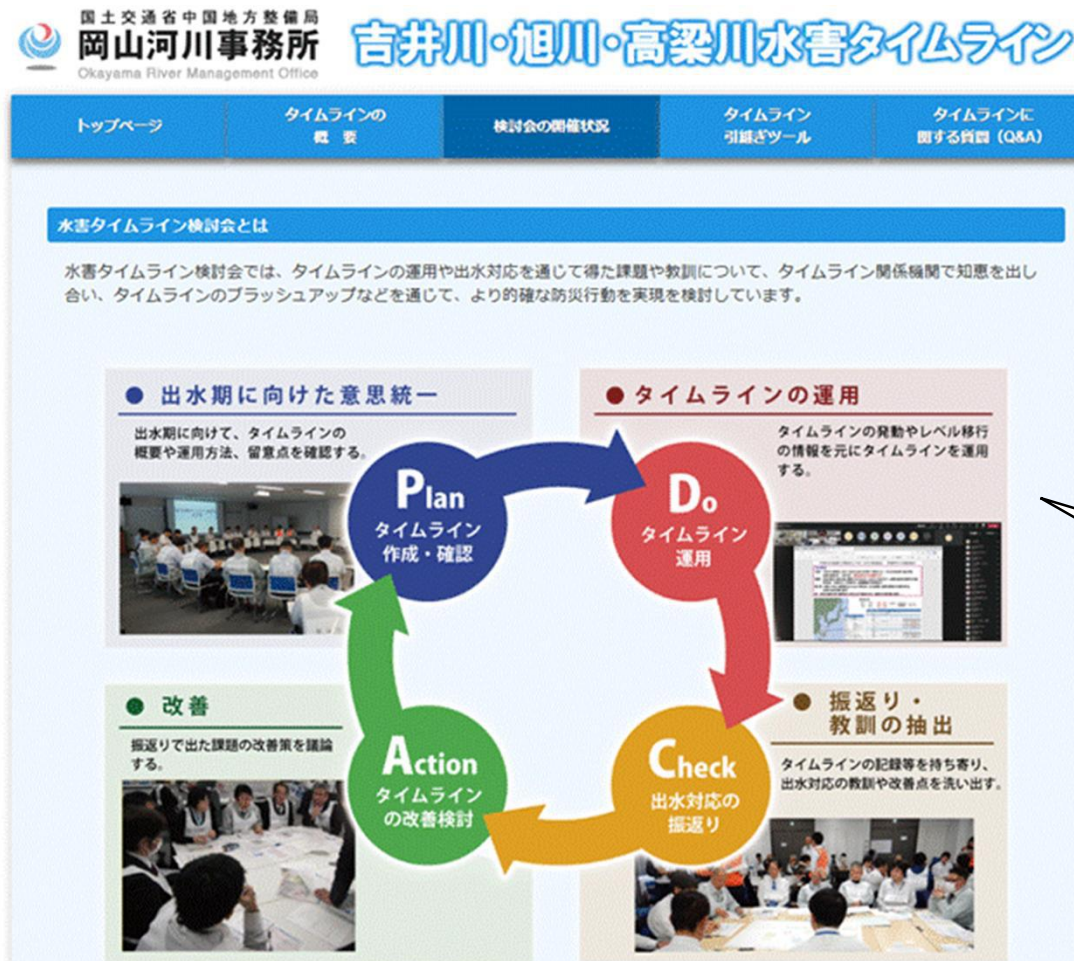 国土交通省中国地方整備局
岡山河川事務所
Okayama River Management Office
吉井川・旭川・高梁川水害タイムライン
トップページ
タイムラインの
概 要
検討会の開催状況
タイムライン
引継ぎツール
タイムラインに
関する質問（Q&A）
水害タイムライン検討会とは
水害タイムライン検討会では、タイムラインの運用や出水対応を通じて得た課題や教訓について、タイムライン関係機関で知恵を出し
合い、タイムラインのブラッシュアップなどを通じて、より的確な防災行動を実現を検討しています。
● 出水期に向けた意思統一
出水期に向けて、タイムラインの
概要や運用方法、留意点を確認する。
Plan
タイムライン
作成・確認
● タイムラインの運用
タイムラインの発動やレベル移行
の情報を元にタイムラインを運用
する。
Do
タイムライン
運用
● 改善
振返りで出た課題の改善策を議論
する。
Action
タイムライン
の改善検討
● 振返り・
教訓の抽出
タイムラインの記録等を持ち寄り、
出水対応の教訓や改善点を洗い出す。
Check
出水対応の
振返り